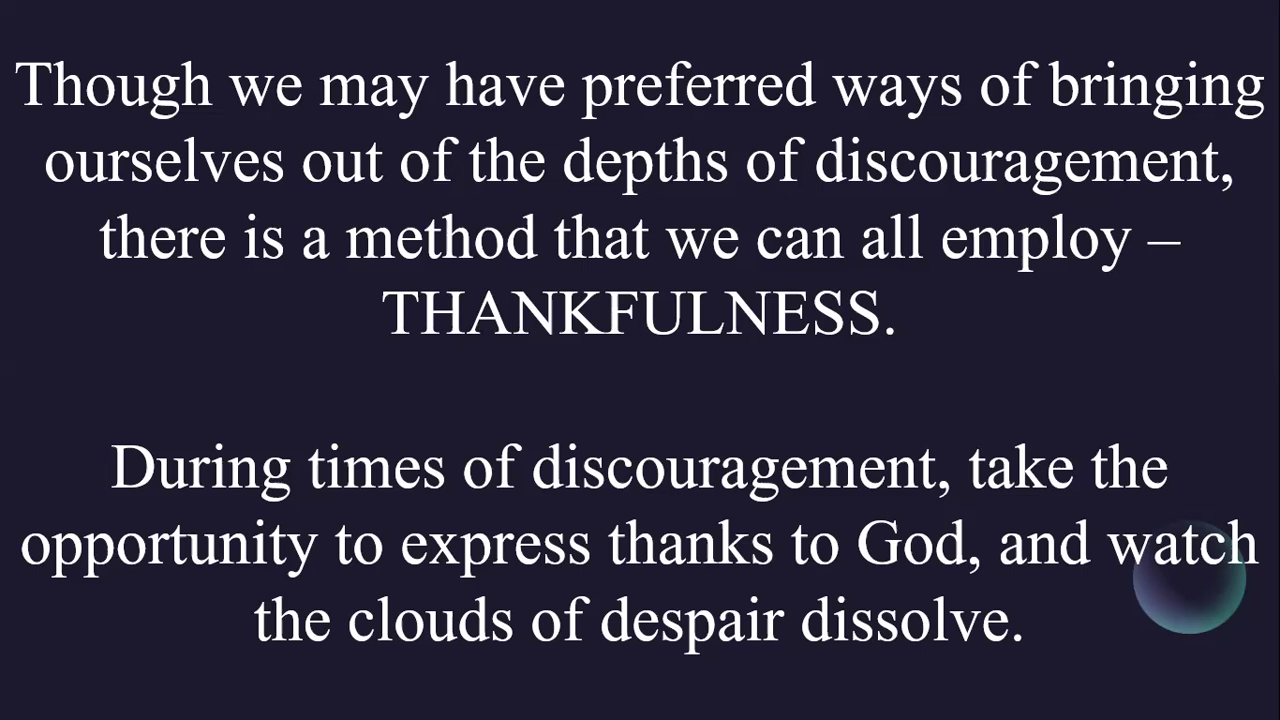 Though we may have preferred ways of bringing
ourselves out of the depths of discouragement,
there is a method that we can all employ –
THANKFULNESS.
During times of discouragement, take the
opportunity to express thanks to God, and watch
the clouds of despair dissolve.